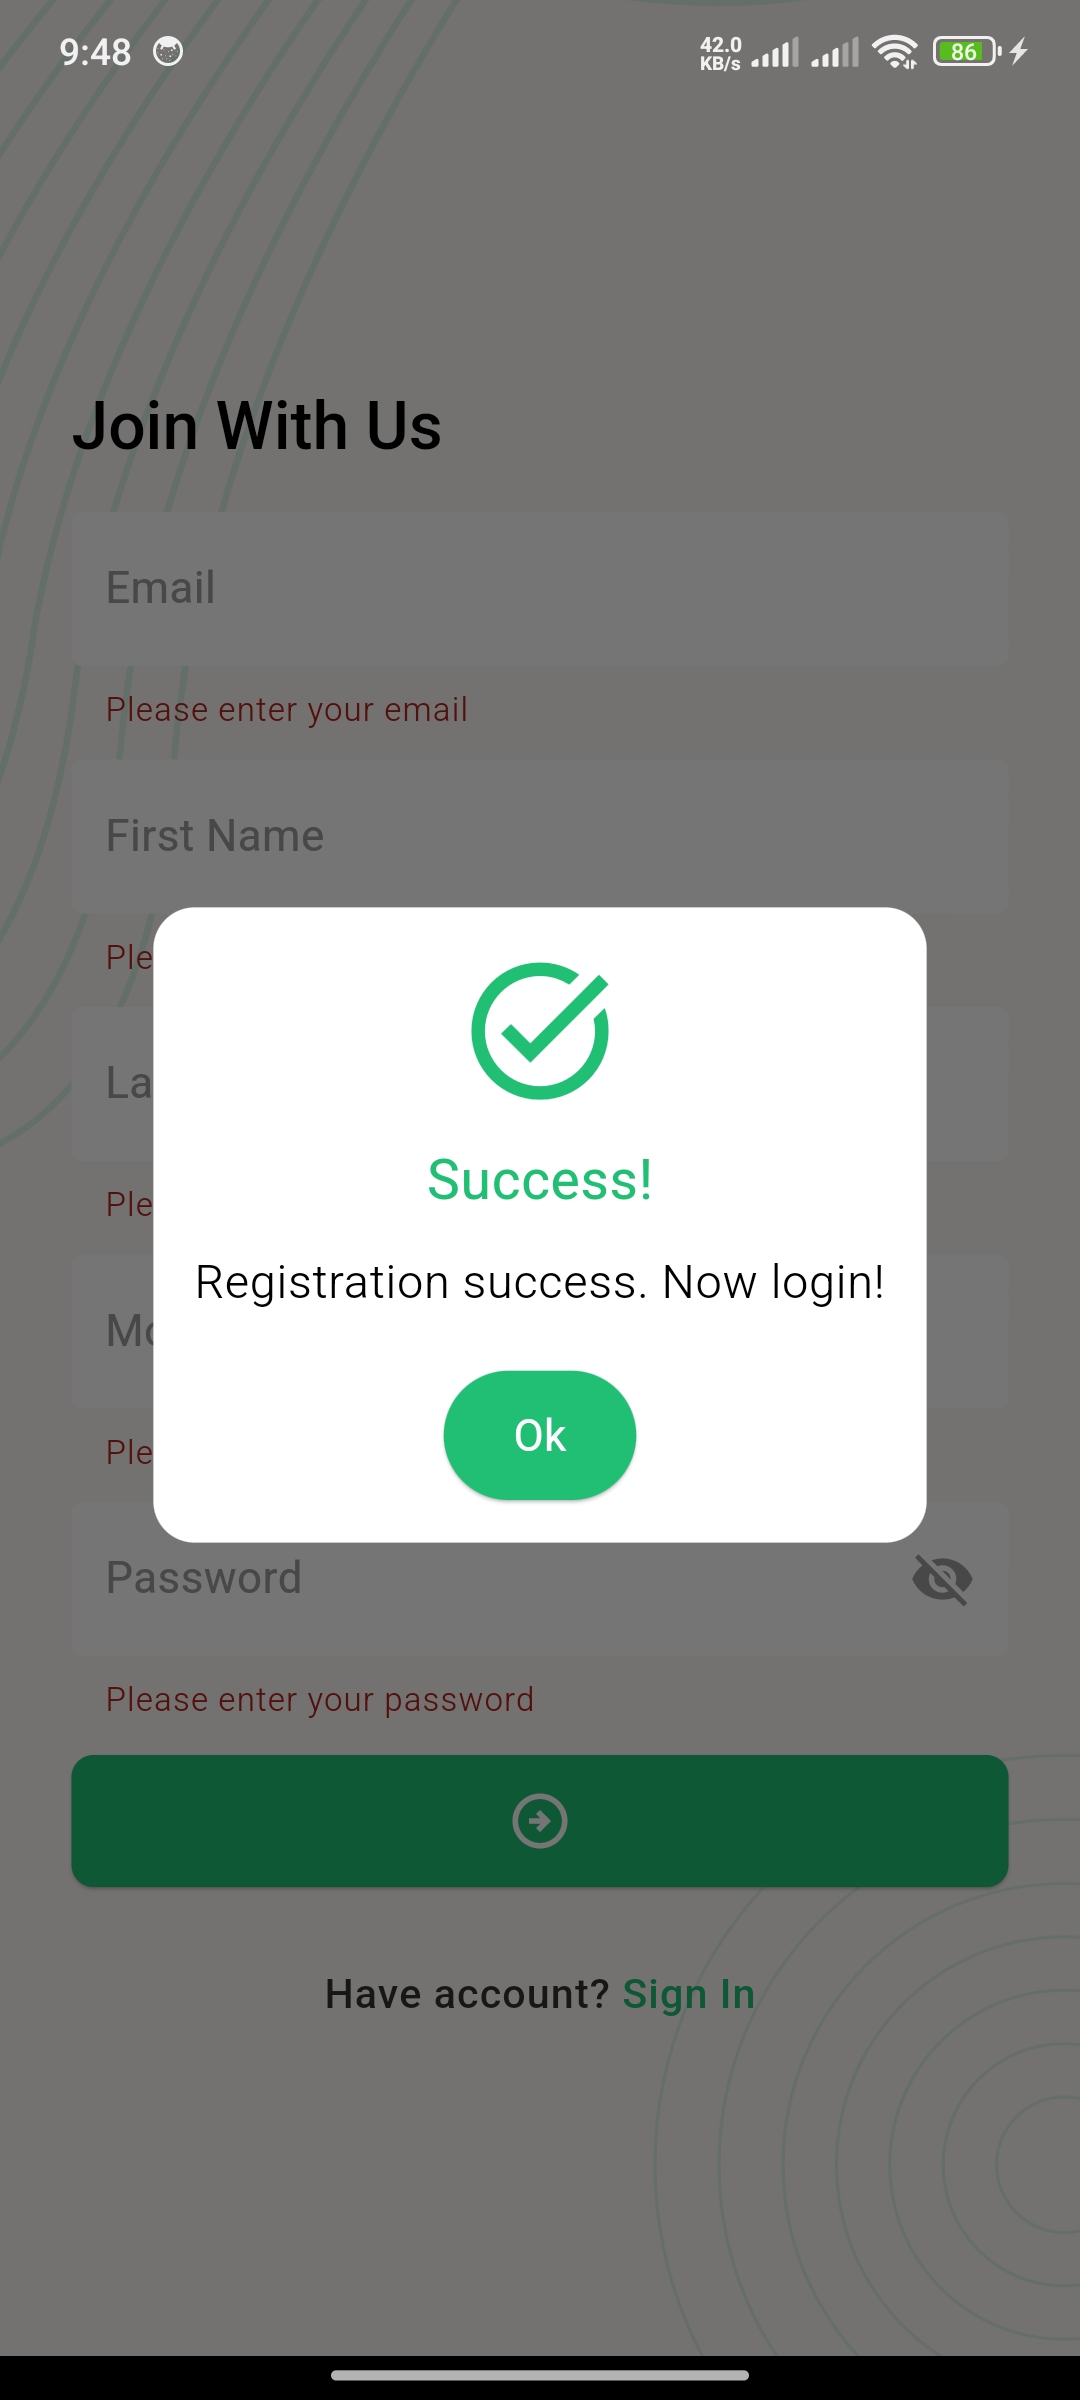 9:48
42.0
KB/s
86
Join With Us
Email
Please enter your email
First Name
Ple
La
Ple
Mo
Ple
Success!
Registration success. Now login!
Ok
Password
Please enter your password
Have account? Sign In